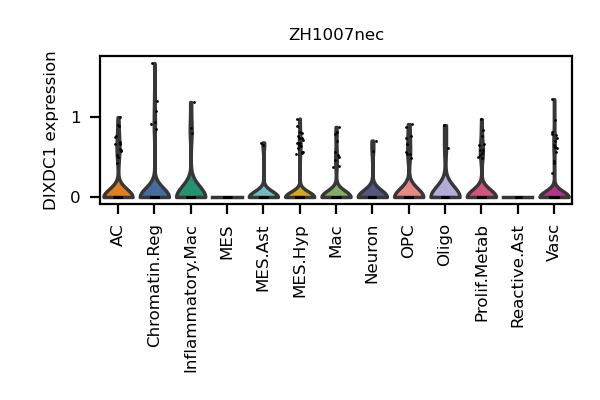 ZH1007nec
DIXDC1 expression
1
0
AC
Chromatin.Reg
Inflammatory.Mac
MES
MES.Ast
MES.Hyp
Mac
Neuron
OPC
Oligo
Prolif.Metab
Reactive.Ast
Vasc